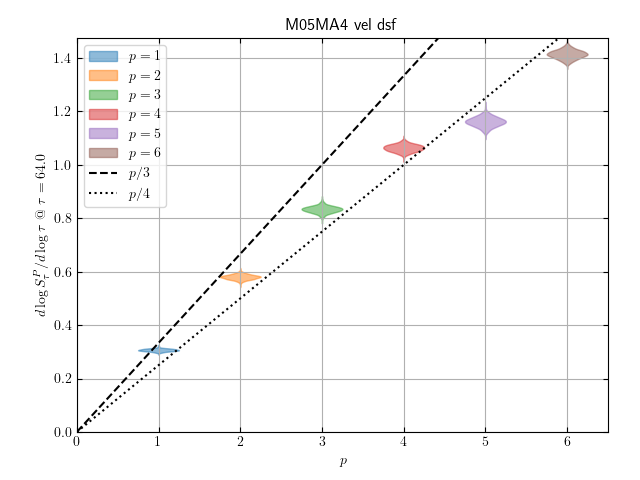 M05MA4 vel dsf
p = 1
p = 2
p = 3
p = 4
p = 5
p = 6
p/3
p/4
d log S_τ^P / d log τ @ τ = 64.0
1.4
1.2
1.0
0.8
0.6
0.4
0.2
0.0
0 1 2 3 4 5 6
p